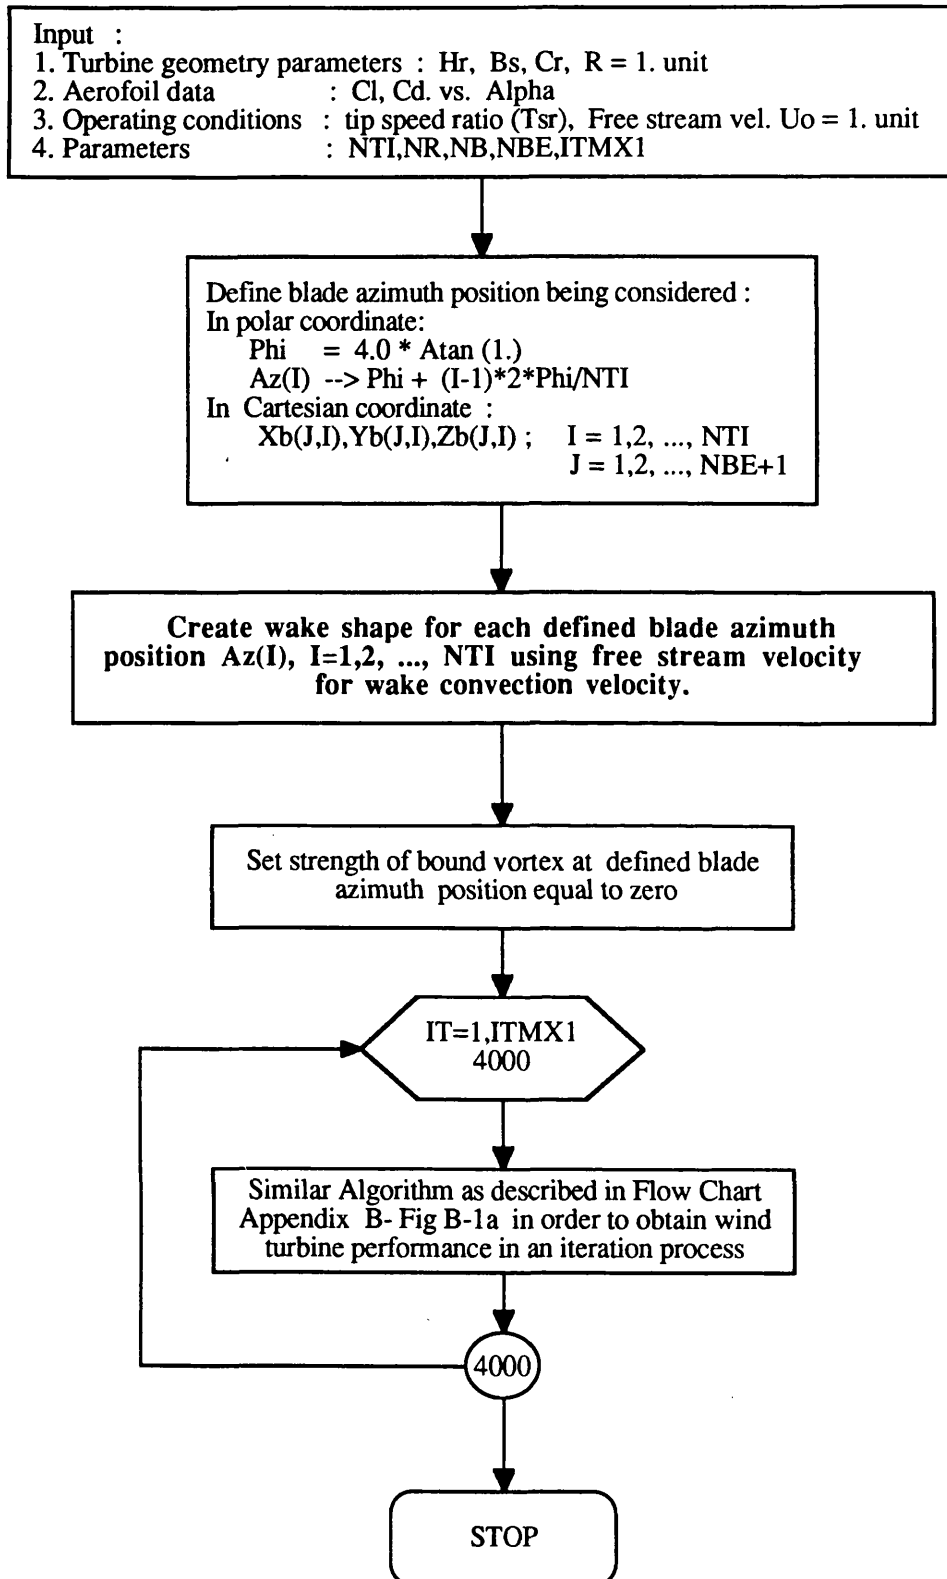 Input :
1. Turbine geometry parameters : Hr, Bs, Cr, R = 1. unit
2. Aerofoil data : Cl, Cd. vs. Alpha
3. Operating conditions : tip speed ratio (Tsr), Free stream vel. Uo = 1. unit
4. Parameters : NTI,NR,NB,NBE,ITMX1
Define blade azimuth position being considered :
In polar coordinate:
Phi = 4.0 * Atan (1.)
Az(I) --> Phi + (I-1)*2*Phi/NTI
In Cartesian coordinate :
Xb(J,I),Yb(J,I),Zb(J,I) ; I = 1,2, ..., NTI
J = 1,2, ..., NBE+1
Create wake shape for each defined blade azimuth
position Az(I), I=1,2, ..., NTI using free stream velocity
for wake convection velocity.
Set strength of bound vortex at defined blade
azimuth position equal to zero
IT=1,ITMX1
4000
Similar Algorithm as described in Flow Chart
Appendix B- Fig B-1a in order to obtain wind
turbine performance in an iteration process
4000
STOP